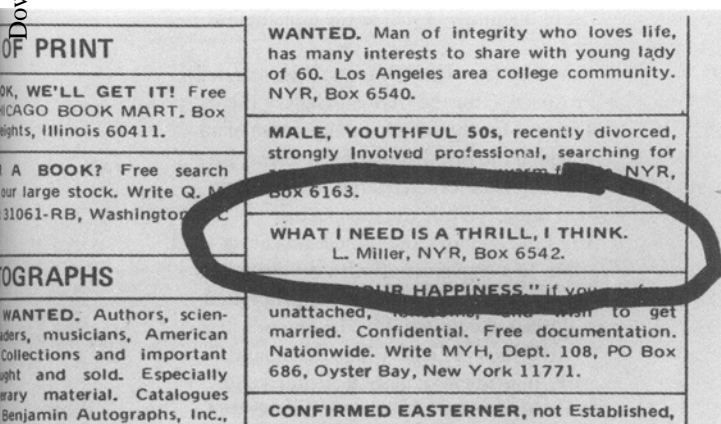 Dov
OF PRINT
OK, WE'LL GET IT! Free
HICAGO BOOK MART. Box
eights, Illinois 60411.
A BOOK? Free search
our large stock. Write Q. M.
31061-RB, Washington
OGRAPHS
WANTED. Authors, scien-
aders, musicians, American
Collections and important
ught and sold. Especially
erary material. Catalogues
Benjamin Autographs, Inc.,
WANTED. Man of integrity who loves life,
has many interests to share with young lady
of 60. Los Angeles area college community.
NYR, Box 6540.
MALE, YOUTHFUL 50s, recently divorced,
strongly involved professional, searching for
NYR,
Box 6163.
WHAT I NEED IS A THRILL, I THINK.
L. Miller, NYR, Box 6542.
HAPPINESS," if
unattached, to get
married. Confidential. Free documentation.
Nationwide. Write MYH, Dept. 108, PO Box
686, Oyster Bay, New York 11771.
CONFIRMED EASTERNER, not Established,